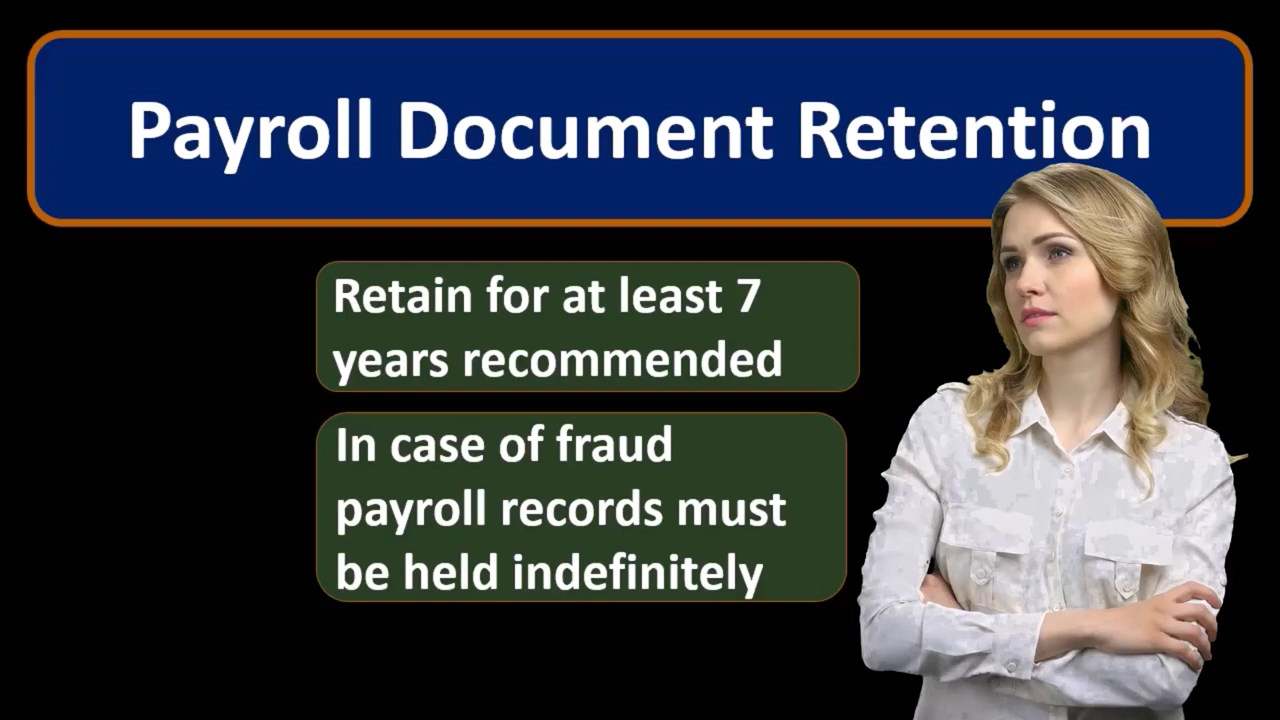 Payroll Document Retention
Retain for at least 7
years recommended
In case of fraud
payroll records must
be held indefinitely